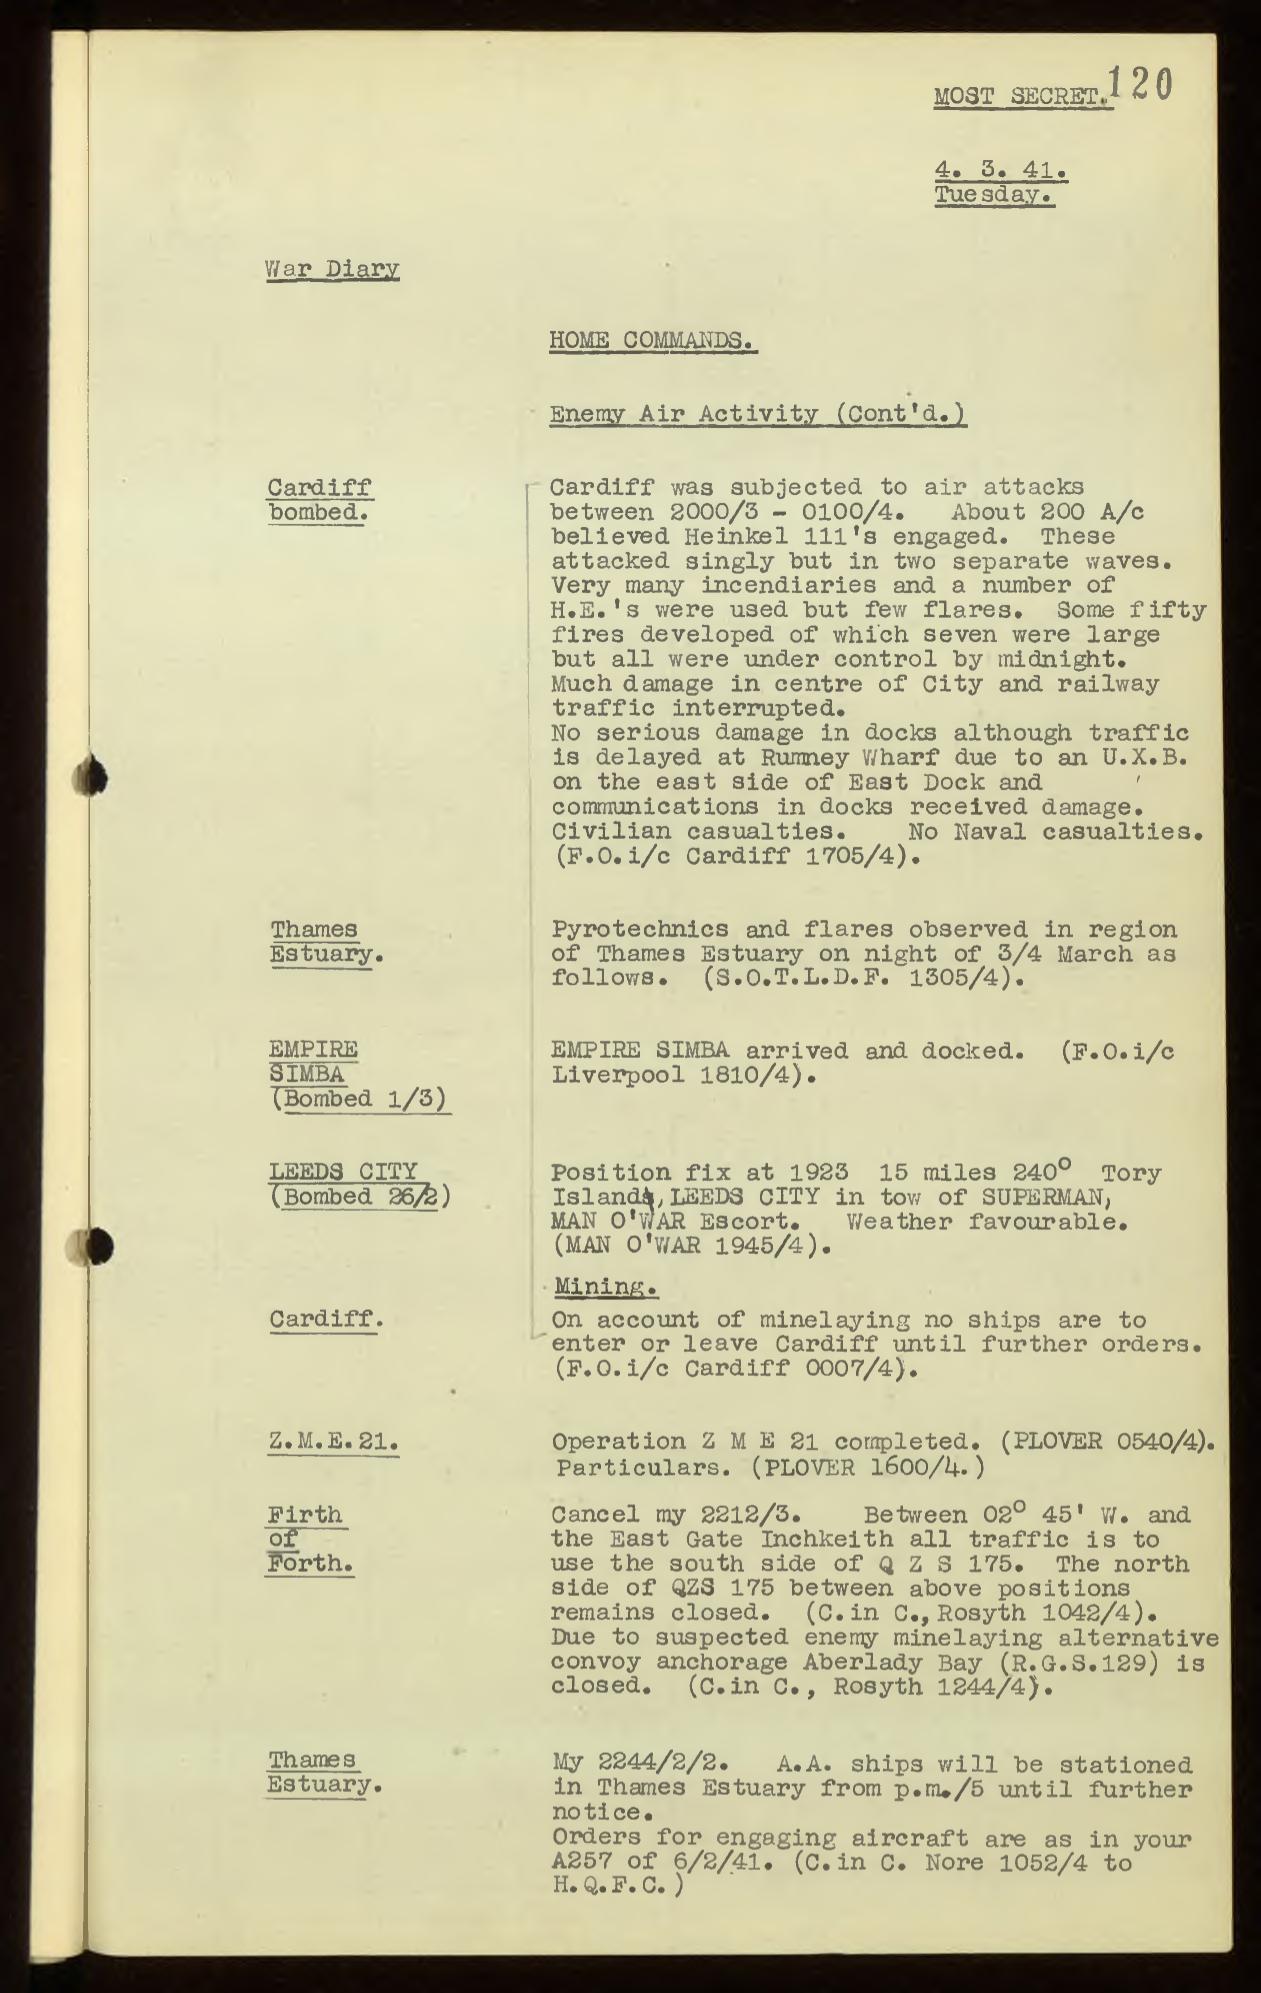 MOST SECRET. 120
4. 3. 41.
Tuesday.
War Diary
HOME COMMANDS.
Enemy Air Activity (Cont'd.)
Cardiff
bombed.
Cardiff was subjected to air attacks
between 2000/3 - 0100/4. About 200 A/c
believed Heinkel 111's engaged. These
attacked singly but in two separate waves.
Very many incendiaries and a number of
H.E.'s were used but few flares. Some fifty
fires developed of which seven were large
but all were under control by midnight.
Much damage in centre of City and railway
traffic interrupted.
No serious damage in docks although traffic
is delayed at Rumney Wharf due to an U.X.B.
on the east side of East Dock and
communications in docks received damage.
Civilian casualties. No Naval casualties.
(F.O.i/c Cardiff 1705/4).
Thames
Estuary.
Pyrotechnics and flares observed in region
of Thames Estuary on night of 3/4 March as
follows. (S.O.T.L.D.F. 1305/4).
EMPIRE
SIMBA
(Bombed 1/3)
EMPIRE SIMBA arrived and docked. (F.O.i/c
Liverpool 1810/4).
LEEDS CITY
(Bombed 26/2)
Position fix at 1923 15 miles 240° Tory
Island, LEEDS CITY in tow of SUPERMAN,
MAN O'WAR Escort. Weather favourable.
(MAN O'WAR 1945/4).
Mining.
Cardiff.
On account of minelaying no ships are to
enter or leave Cardiff until further orders.
(F.O.i/c Cardiff 0007/4).
Z.M.E.21.
Operation Z M E 21 completed. (PLOVER 0540/4).
Particulars. (PLOVER 1600/4.)
Firth
of
Forth.
Cancel my 2212/3. Between 02° 45' W. and
the East Gate Inchkeith all traffic is to
use the south side of Q Z S 175. The north
side of QZS 175 between above positions
remains closed. (C.in C., Rosyth 1042/4).
Due to suspected enemy minelaying alternative
convoy anchorage Aberlady Bay (R.G.S.129) is
closed. (C.in C., Rosyth 1244/4).
Thames
Estuary.
My 2244/2/2. A.A. ships will be stationed
in Thames Estuary from p.m./5 until further
notice.
Orders for engaging aircraft are as in your
A257 of 6/2/41. (C.in C. Nore 1052/4 to
H.Q.F.C.)